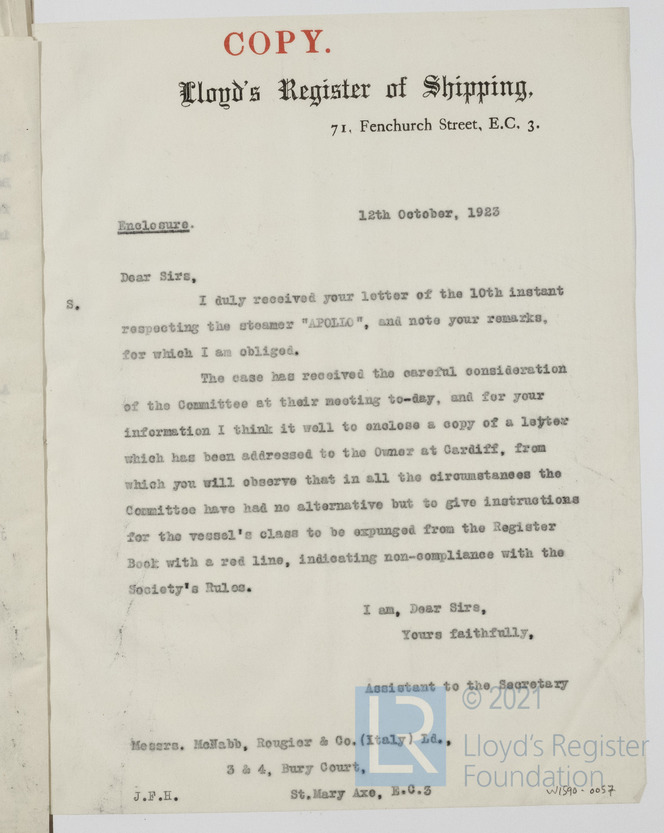 COPY.
Lloyd's Register of Shipping,
71, Fenchurch Street, E.C. 3.
Enclosure.
12th October, 1923
Dear Sirs,
S.
I duly received your letter of the 10th instant
respecting the steamer "APOLLO", and note your remarks,
for which I am obliged.
The case has received the careful consideration
of the Committee at their meeting to-day, and for your
information I think it well to enclose a copy of a letter
which has been addressed to the Owner at Cardiff, from
which you will observe that in all the circumstances the
Committee have had no alternative but to give instructions
for the vessel's class to be expunged from the Register
Book with a red line, indicating non-compliance with the
Society's Rules.
I am, Dear Sirs,
Yours faithfully,
Assistant to the Secretary
Messrs. McNabb, Rougier & Co.(Italy) Ld.,
3 & 4, Bury Court,
J.F.H.
St.Mary Axe, E.C.3
W1590-0057
LR
© 2021
Lloyd's Register
Foundation